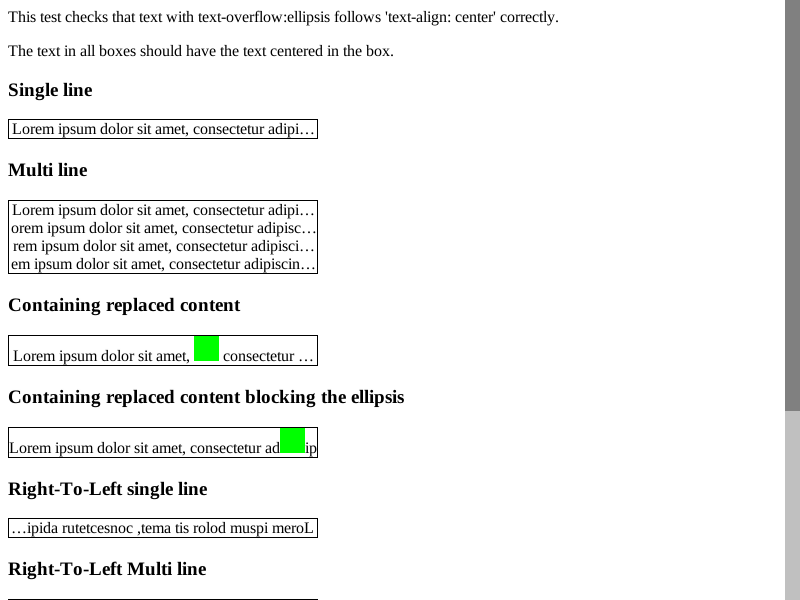 This test checks that text with text-overflow:ellipsis follows 'text-align: center' correctly.
The text in all boxes should have the text centered in the box.
Single line
Lorem ipsum dolor sit amet, consectetur adipi…
Multi line
Lorem ipsum dolor sit amet, consectetur adipi…
orem ipsum dolor sit amet, consectetur adipisc…
rem ipsum dolor sit amet, consectetur adipisci…
em ipsum dolor sit amet, consectetur adipiscin…
Containing replaced content
Lorem ipsum dolor sit amet, consectetur …
Containing replaced content blocking the ellipsis
Lorem ipsum dolor sit amet, consectetur ad ip
Right-To-Left single line
…ipida rutetcesnoc ,tema tis rolod muspi meroL
Right-To-Left Multi line